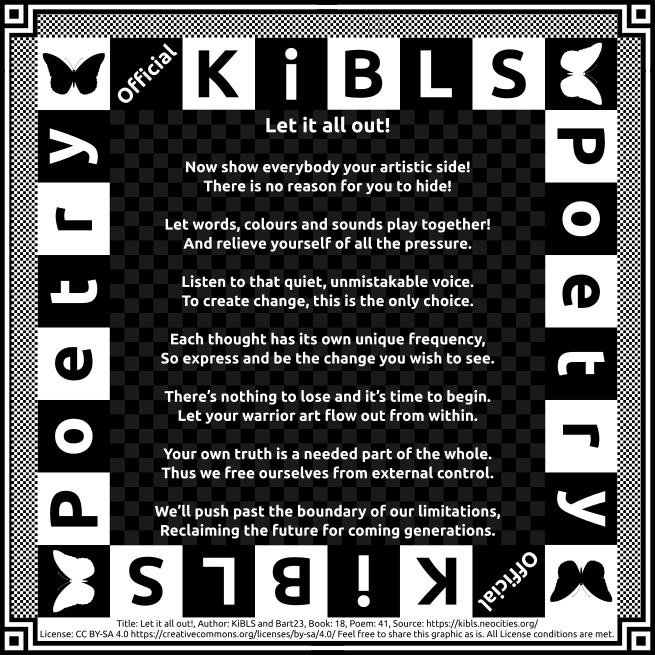 Official KiBLS
Poetry
Poetry
Let it all out!
Now show everybody your artistic side!
There is no reason for you to hide!
Let words, colours and sounds play together!
And relieve yourself of all the pressure.
Listen to that quiet, unmistakable voice.
To create change, this is the only choice.
Each thought has its own unique frequency,
So express and be the change you wish to see.
There’s nothing to lose and it’s time to begin.
Let your warrior art flow out from within.
Your own truth is a needed part of the whole.
Thus we free ourselves from external control.
We’ll push past the boundary of our limitations,
Reclaiming the future for coming generations.
Official KiBLS
Title: Let it all out!, Author: KiBLS and Bart23, Book: 18, Poem: 41, Source: https://kibls.neocities.org/
License: CC BY-SA 4.0 https://creativecommons.org/licenses/by-sa/4.0/ Feel free to share this graphic as is. All License conditions are met.